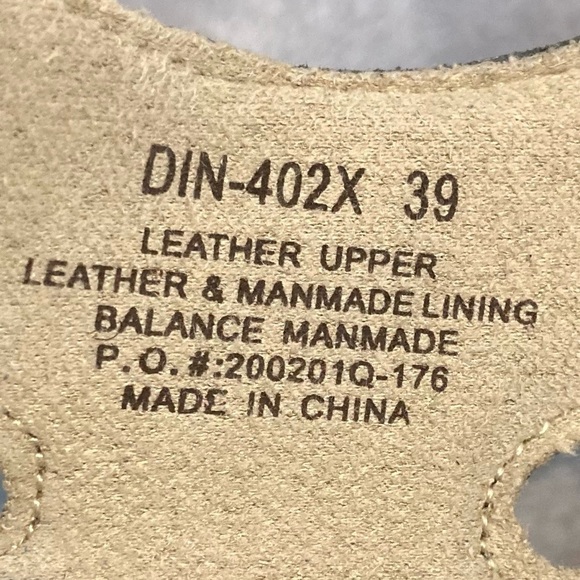 DIN-402X 39
LEATHER UPPER
LEATHER & MANMADE LINING
BALANCE MANMADE
P.O.#:200201Q-176
MADE IN CHINA